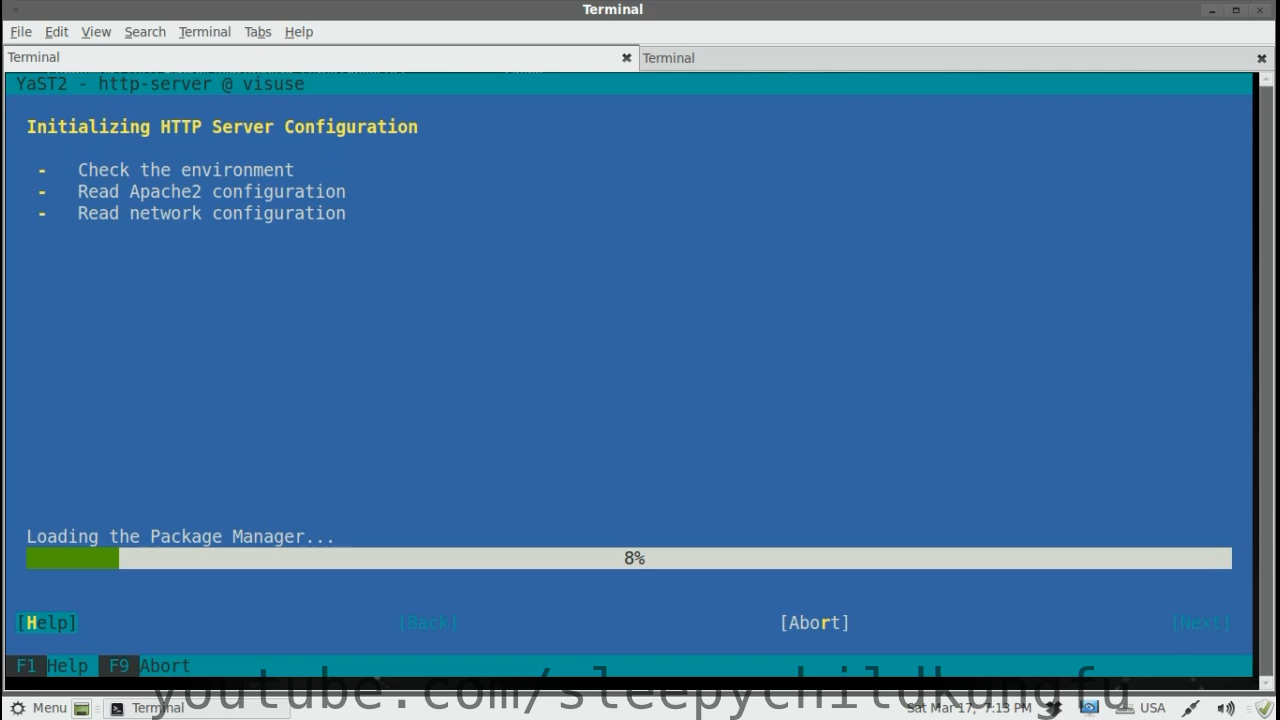 Terminal
File Edit View Search Terminal Tabs Help
Terminal Terminal
YaST2 - http-server @ visuse
Initializing HTTP Server Configuration
- Check the environment
- Read Apache2 configuration
- Read network configuration
Loading the Package Manager...
8%
[Help] [Back] [Abort] [Next]
F1 Help F9 Abort
youtube.com/sleepychildkungfu
Menu Terminal Sat Mar 17, 7:13 PM USA